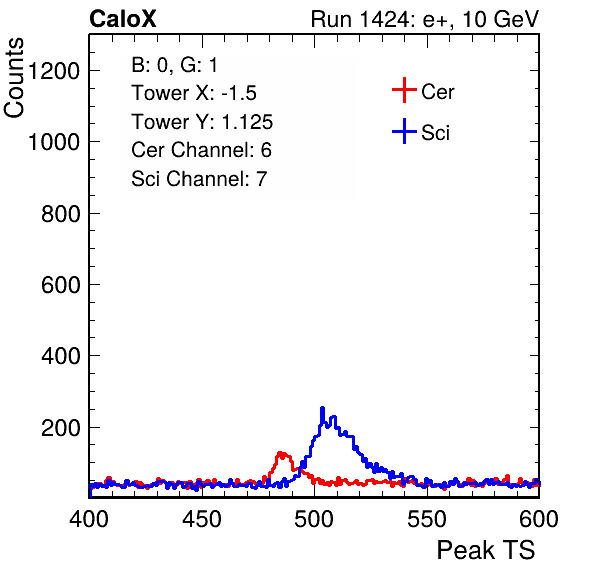 CaloX Run 1424: e+, 10 GeV
Counts
B: 0, G: 1
Tower X: -1.5
Tower Y: 1.125
Cer Channel: 6
Sci Channel: 7
Cer
Sci
1200
1000
800
600
400
200
400 450 500 550 600
Peak TS